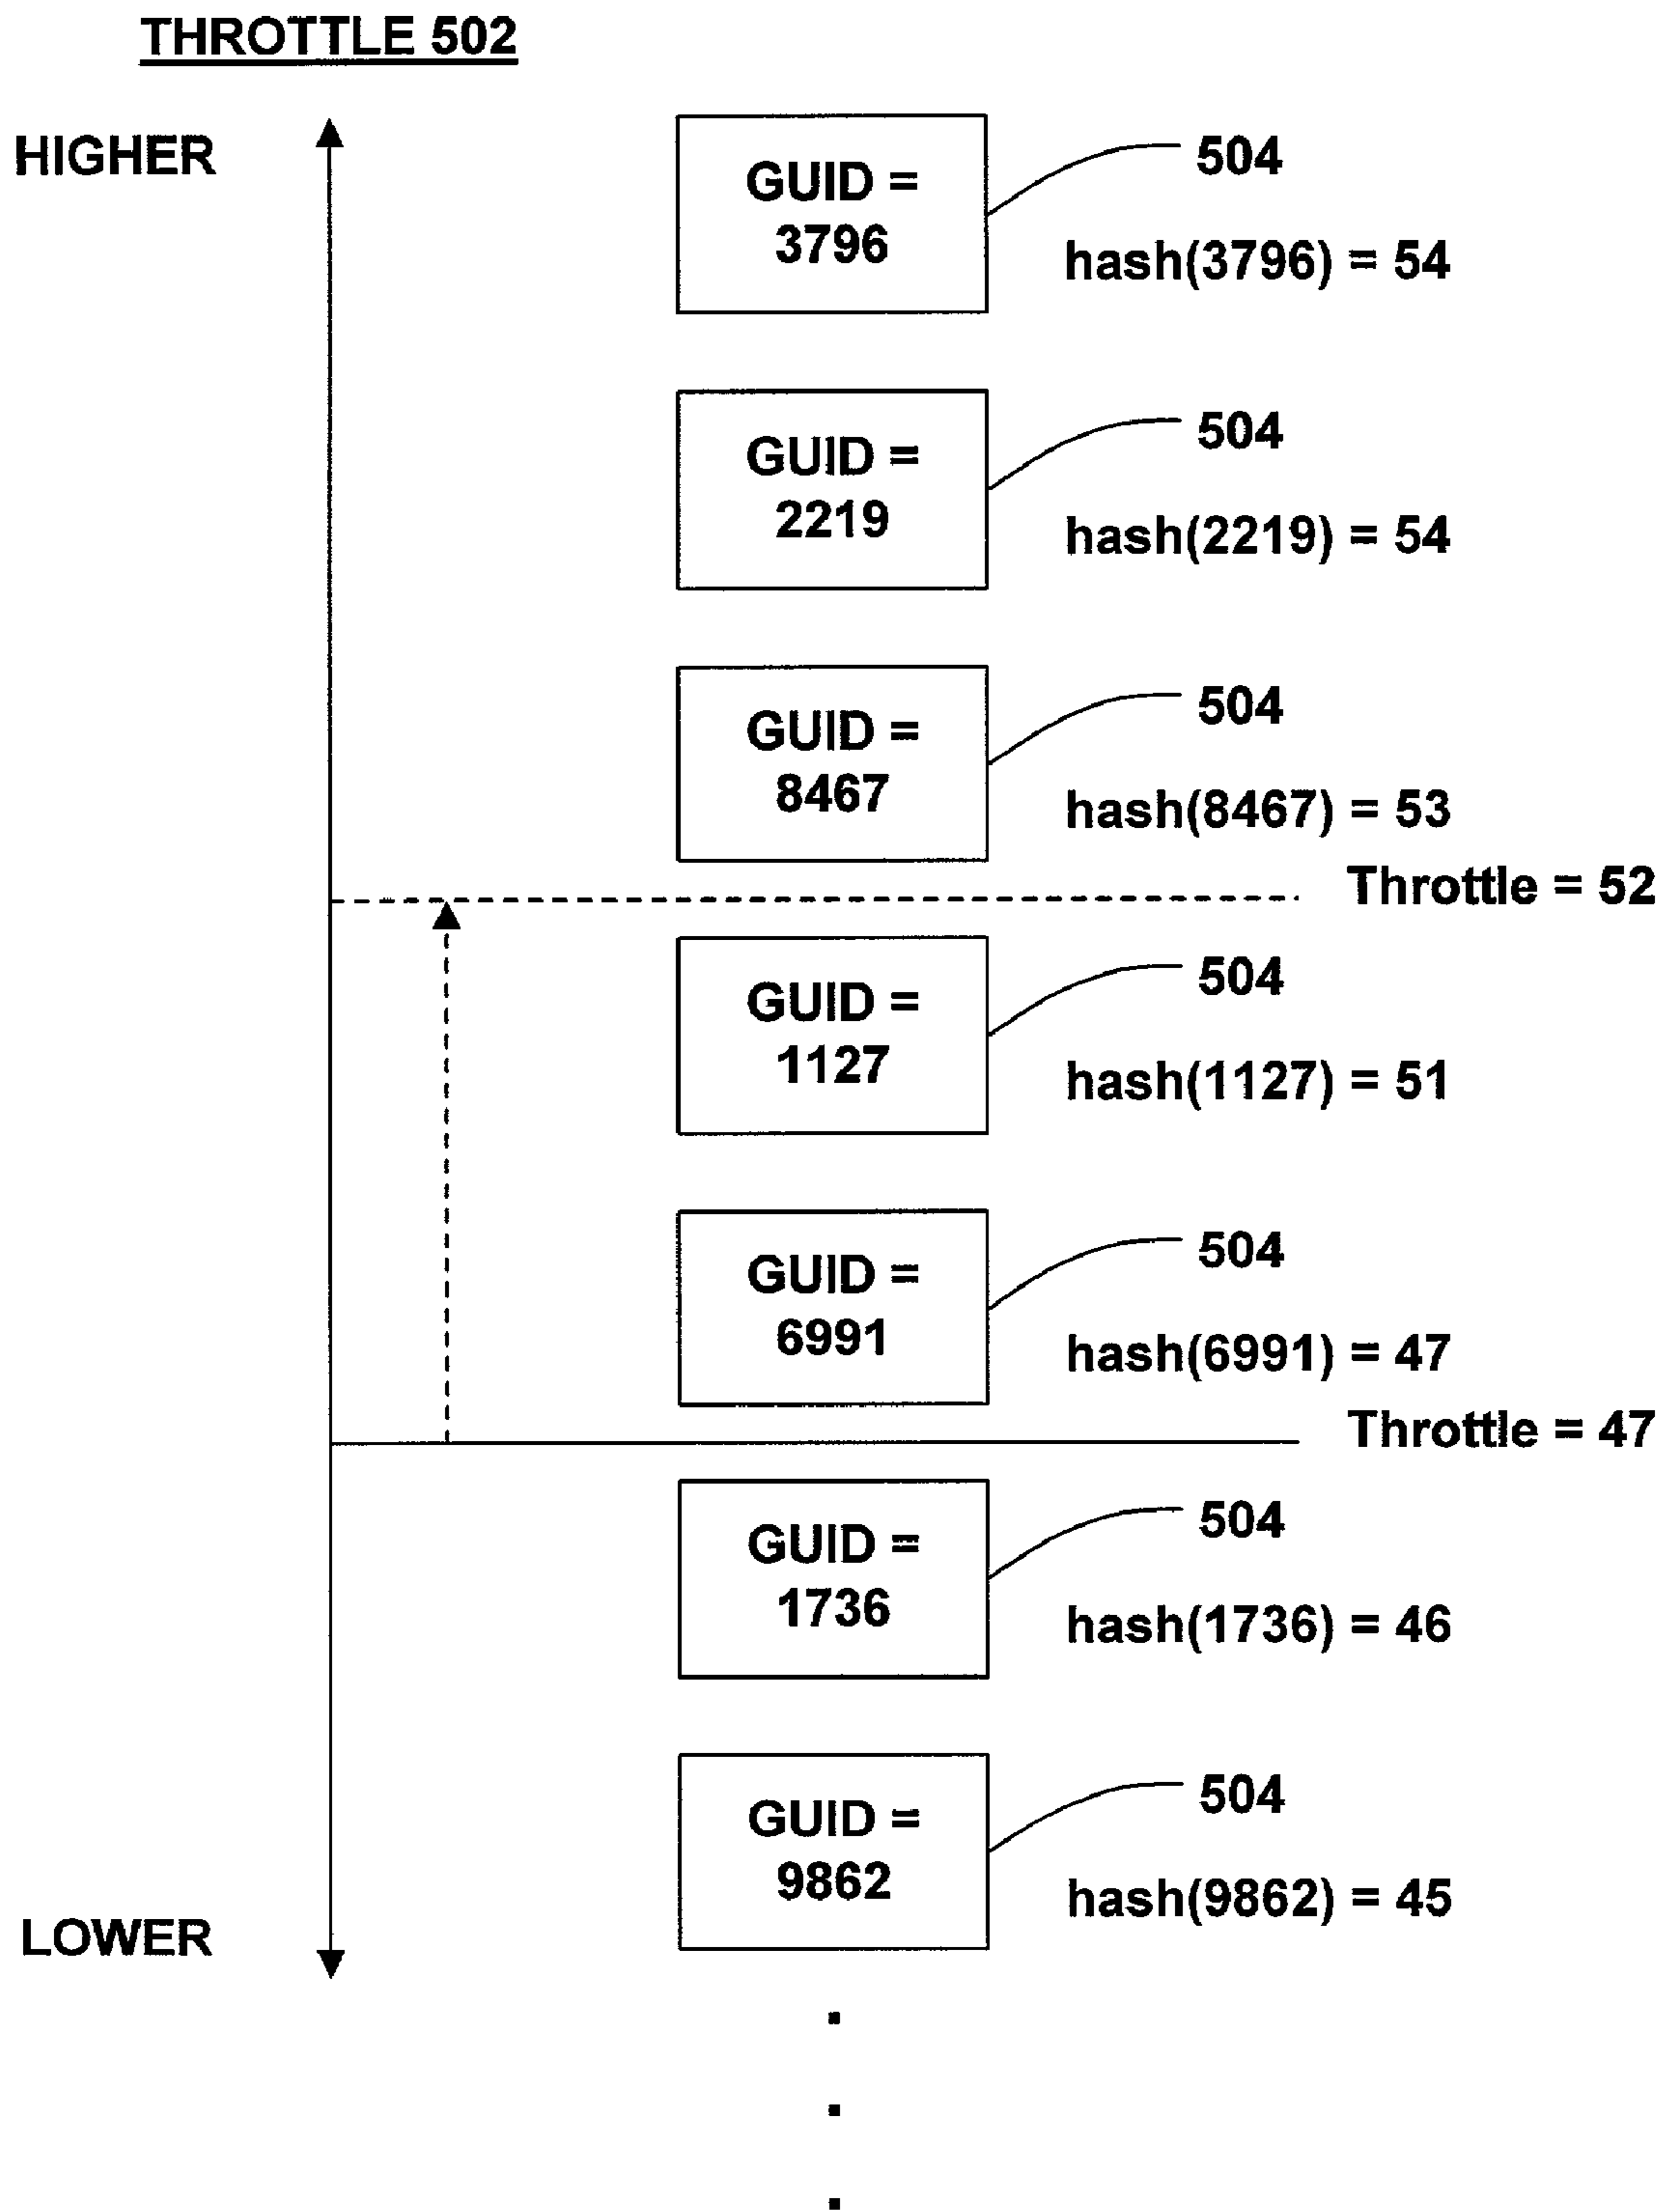 THROTTLE 502
HIGHER
GUID =
3796
504
hash(3796) = 54
GUID =
2219
504
hash(2219) = 54
GUID =
8467
504
hash(8467) = 53
Throttle = 52
GUID =
1127
504
hash(1127) = 51
GUID =
6991
504
hash(6991) = 47
Throttle = 47
GUID =
1736
504
hash(1736) = 46
GUID =
9862
504
hash(9862) = 45
LOWER
.
.
.